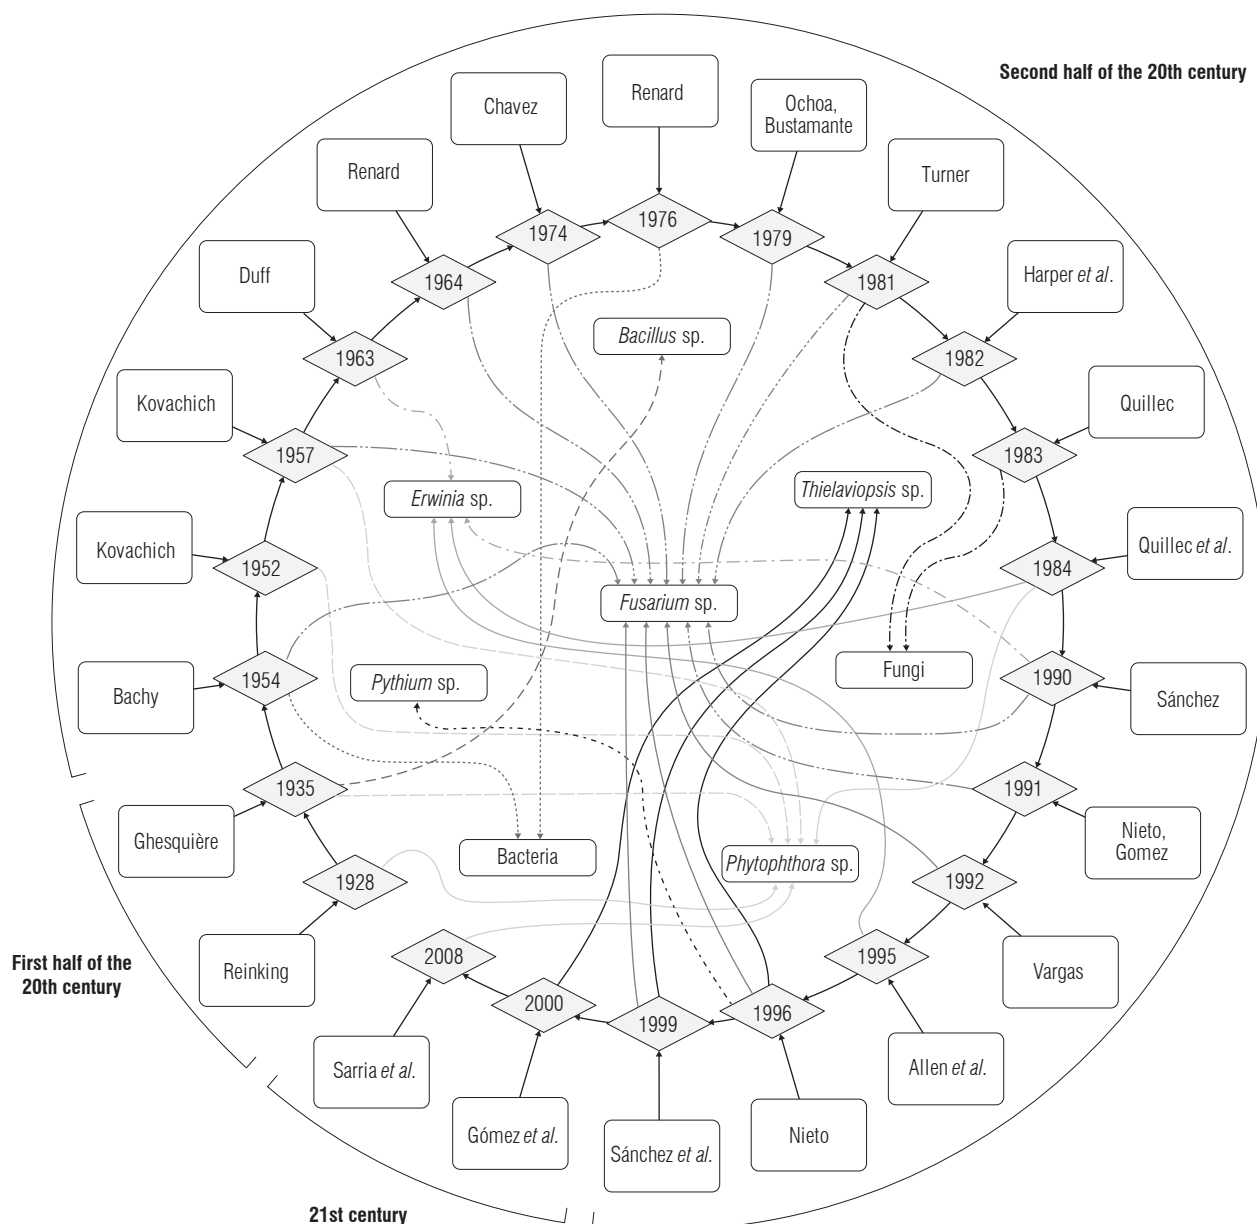 Second half of the 20th century
Renard
Chavez
Ochoa,
Bustamante
Renard
Turner
Duff
Harper et al.
Kovachich
Quillec
Kovachich
Quillec et al.
Bachy
Sánchez
Ghesquière
Nieto,
Gomez
Reinking
Vargas
Sarria et al.
Allen et al.
Gómez et al.
Sánchez et al.
Nieto
1976
1974
1979
1964
1981
1963
1982
1957
1983
1952
1984
1954
1990
1935
1991
1928
1992
2008
1995
2000
1999
1996
Bacillus sp.
Erwinia sp.
Thielaviopsis sp.
Fusarium sp.
Pythium sp.
Fungi
Bacteria
Phytophthora sp.
First half of the
20th century
21st century